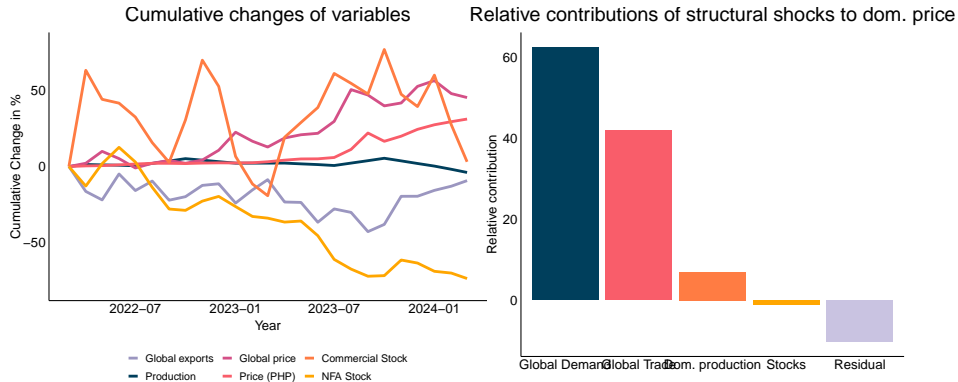 Cumulative changes of variables
Cumulative Change in %
50
0
−50
2022−07
2023−01
2023−07
2024−01
Year
Global exports
Global price
Commercial Stock
Production
Price (PHP)
NFA Stock
Relative contributions of structural shocks to dom. price
Relative contribution
60
40
20
0
Global Demand
Global Trade
Dom. production
Stocks
Residual